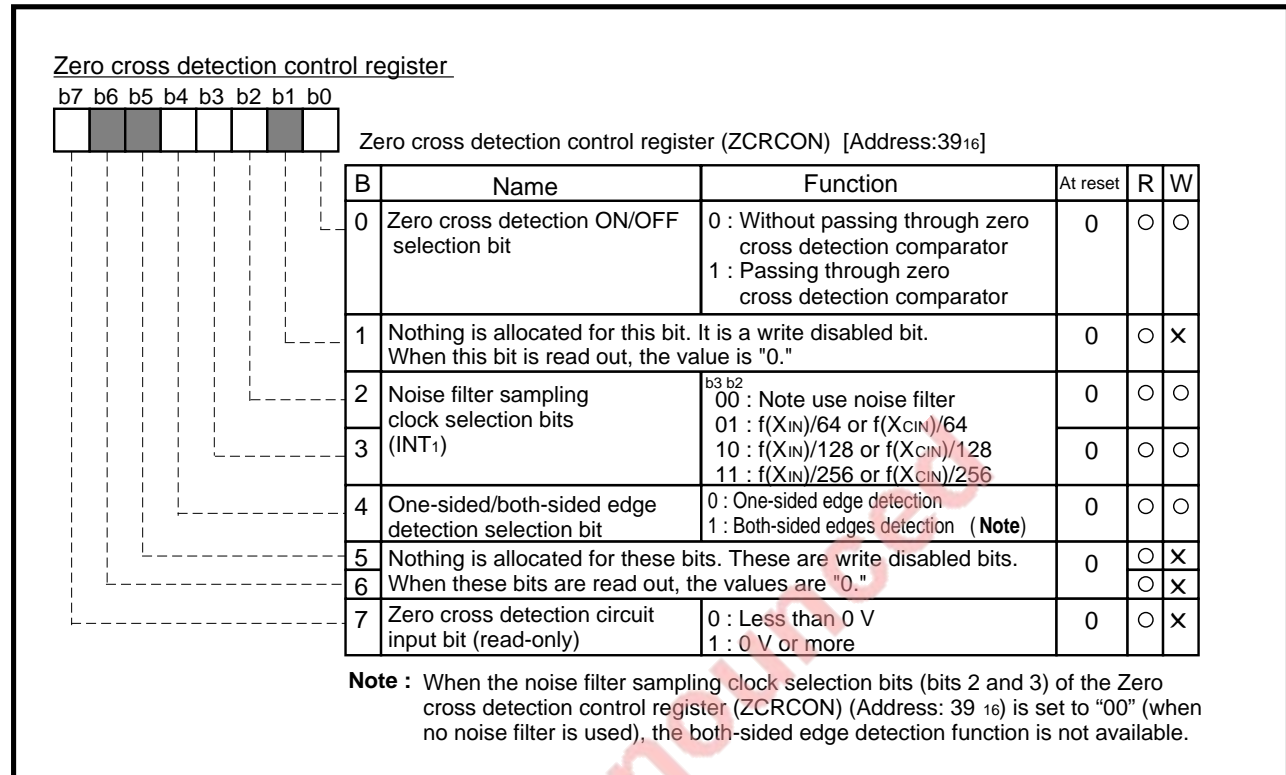 Zero cross detection control register
b7 b6 b5 b4 b3 b2 b1 b0
Zero cross detection control register (ZCRCON) [Address:39₁₆]
B Name Function At reset R W
0 Zero cross detection ON/OFF 0 : Without passing through zero 0 ○ ○
selection bit cross detection comparator
1 : Passing through zero
cross detection comparator
1 Nothing is allocated for this bit. It is a write disabled bit. 0 ○ ×
When this bit is read out, the value is "0."
b3 b2
2 Noise filter sampling 00 : Note use noise filter 0 ○ ○
clock selection bits 01 : f(XIN)/64 or f(XCIN)/64
3 (INT₁) 10 : f(XIN)/128 or f(XCIN)/128 0 ○ ○
11 : f(XIN)/256 or f(XCIN)/256
4 One-sided/both-sided edge 0 : One-sided edge detection 0 ○ ○
detection selection bit 1 : Both-sided edges detection (Note)
5 Nothing is allocated for these bits. These are write disabled bits. 0 ○ ×
6 When these bits are read out, the values are "0." ○ ×
7 Zero cross detection circuit 0 : Less than 0 V 0 ○ ×
input bit (read-only) 1 : 0 V or more
Note : When the noise filter sampling clock selection bits (bits 2 and 3) of the Zero
cross detection control register (ZCRCON) (Address: 39 ₁₆) is set to “00” (when
no noise filter is used), the both-sided edge detection function is not available.
nounced